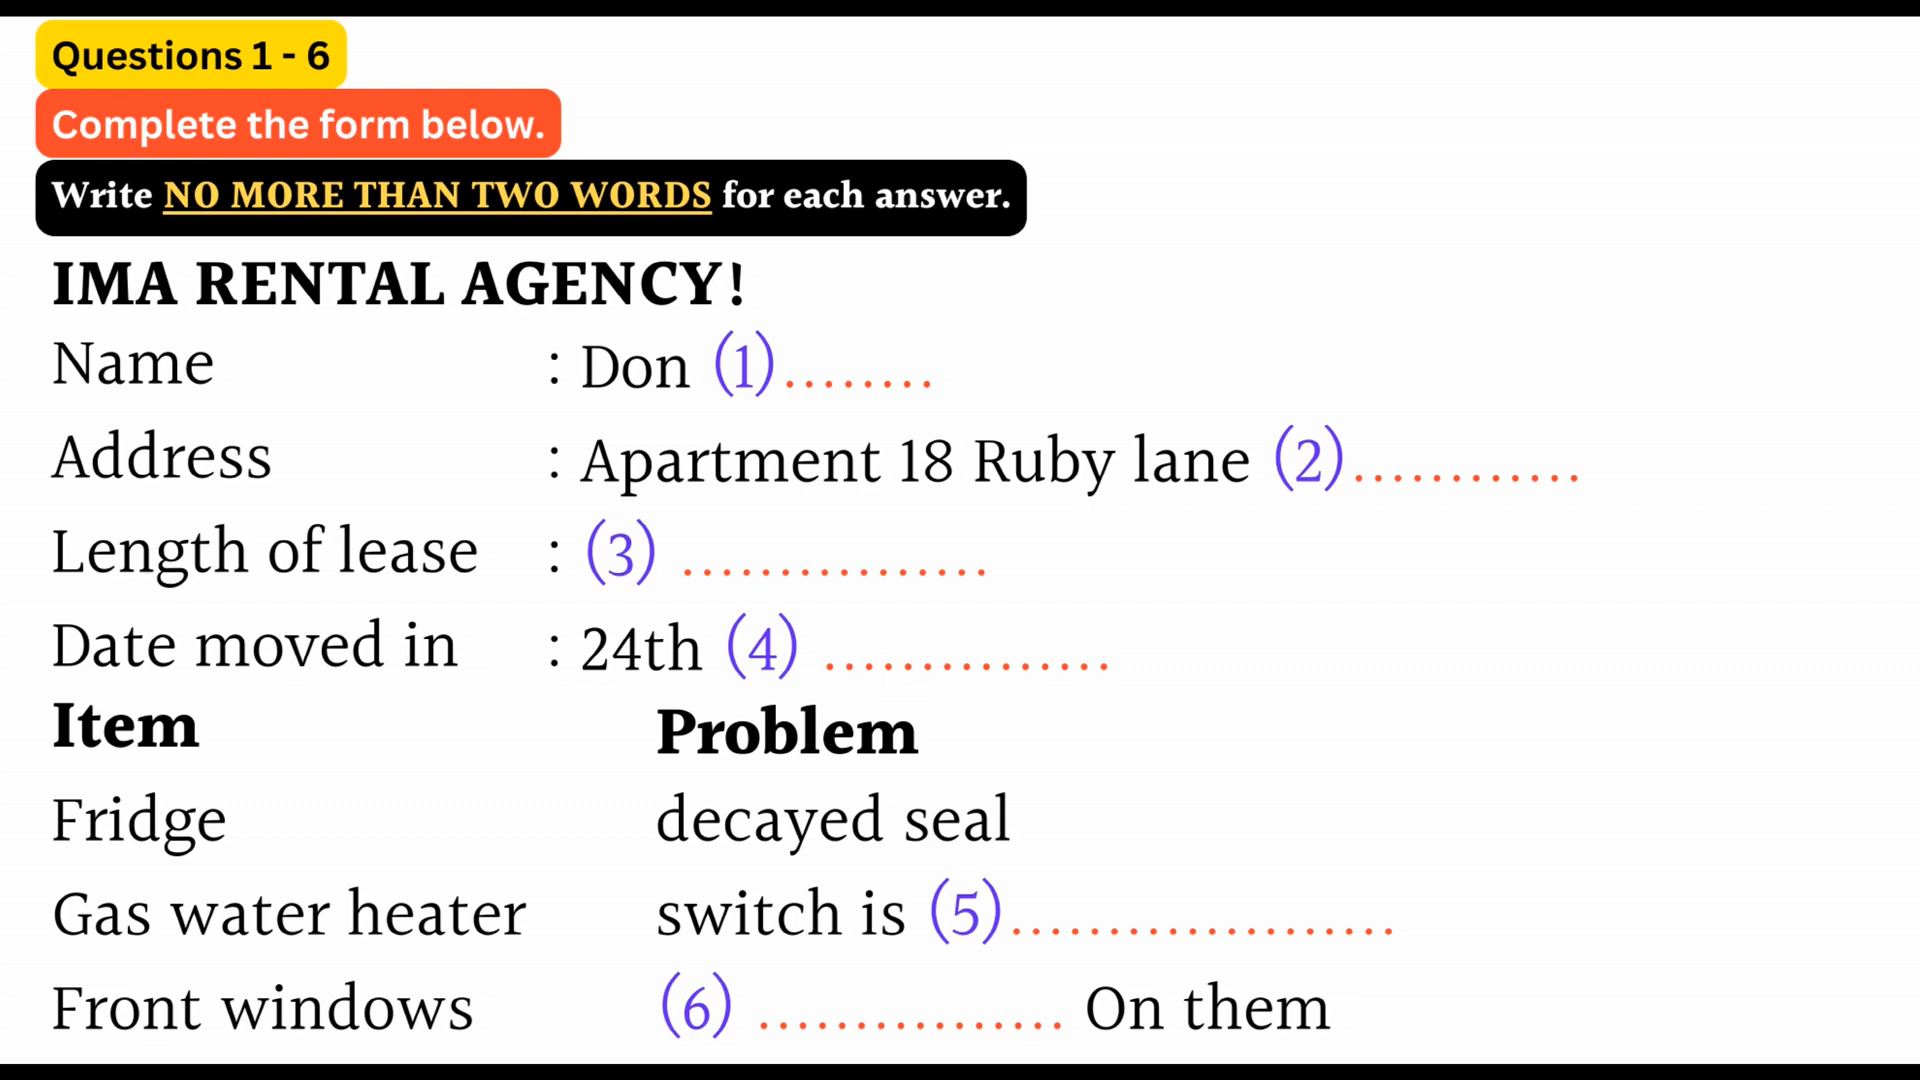 Questions 1 - 6
Complete the form below.
Write NO MORE THAN TWO WORDS for each answer.
IMA RENTAL AGENCY!
Name : Don (1)........
Address : Apartment 18 Ruby lane (2)............
Length of lease : (3) ................
Date moved in : 24th (4) ...............
Item Problem
Fridge decayed seal
Gas water heater switch is (5)....................
Front windows (6) ................ On them